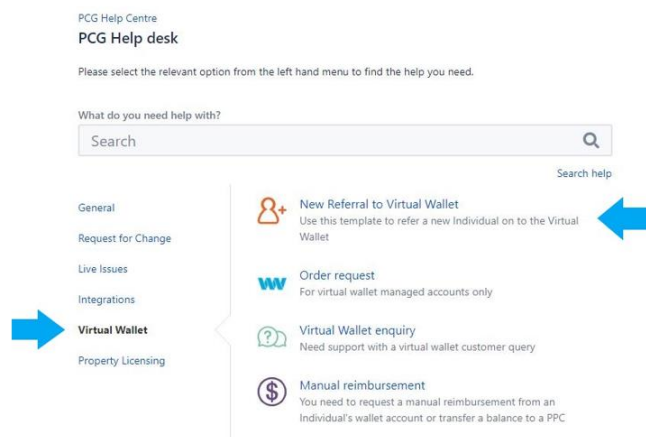 PCG Help Centre
PCG Help desk
Please select the relevant option from the left hand menu to find the help you need.
What do you need help with?
Search
Search help
General
Request for Change
Live Issues
Integrations
Virtual Wallet
Property Licensing
New Referral to Virtual Wallet
Use this template to refer a new Individual on to the Virtual
Wallet
Order request
For virtual wallet managed accounts only
Virtual Wallet enquiry
Need support with a virtual wallet customer query
Manual reimbursement
You need to request a manual reimbursement from an
Individual's wallet account or transfer a balance to a PPC